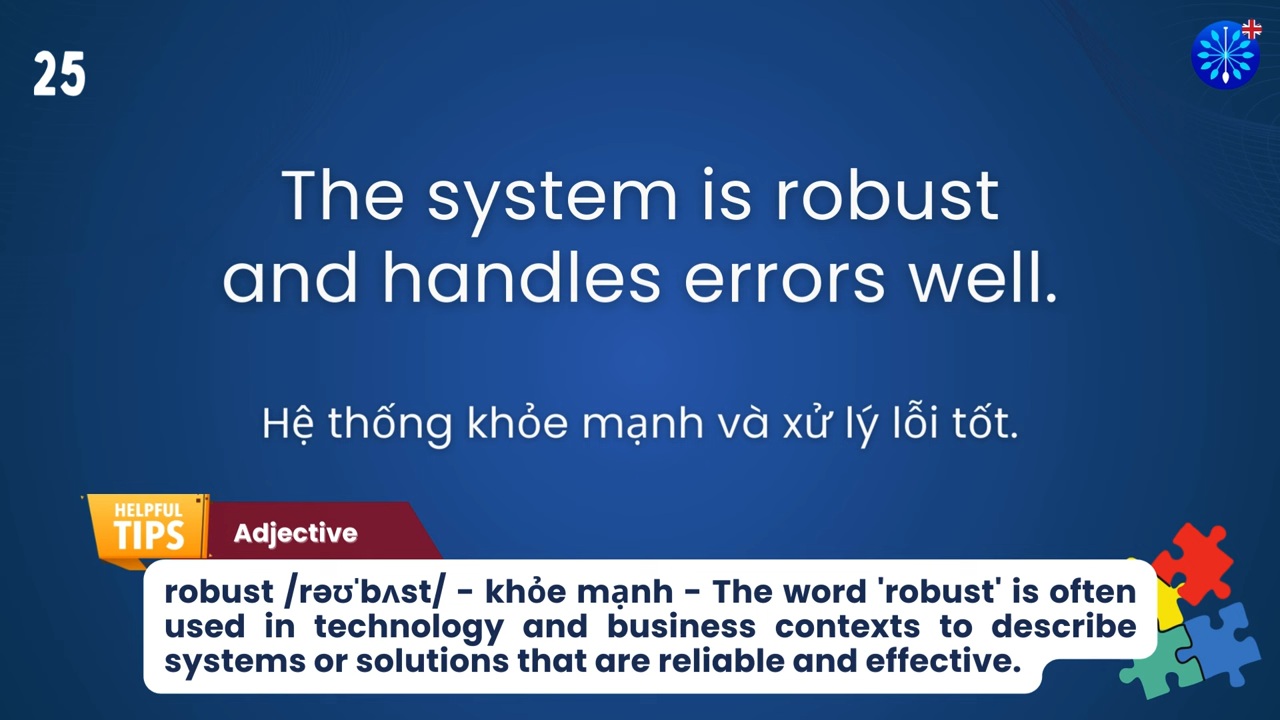 25
The system is robust
and handles errors well.
Hệ thống khỏe mạnh và xử lý lỗi tốt.
HELPFUL
TIPS
Adjective
robust /rəʊˈbʌst/ - khỏe mạnh - The word 'robust' is often
used in technology and business contexts to describe
systems or solutions that are reliable and effective.